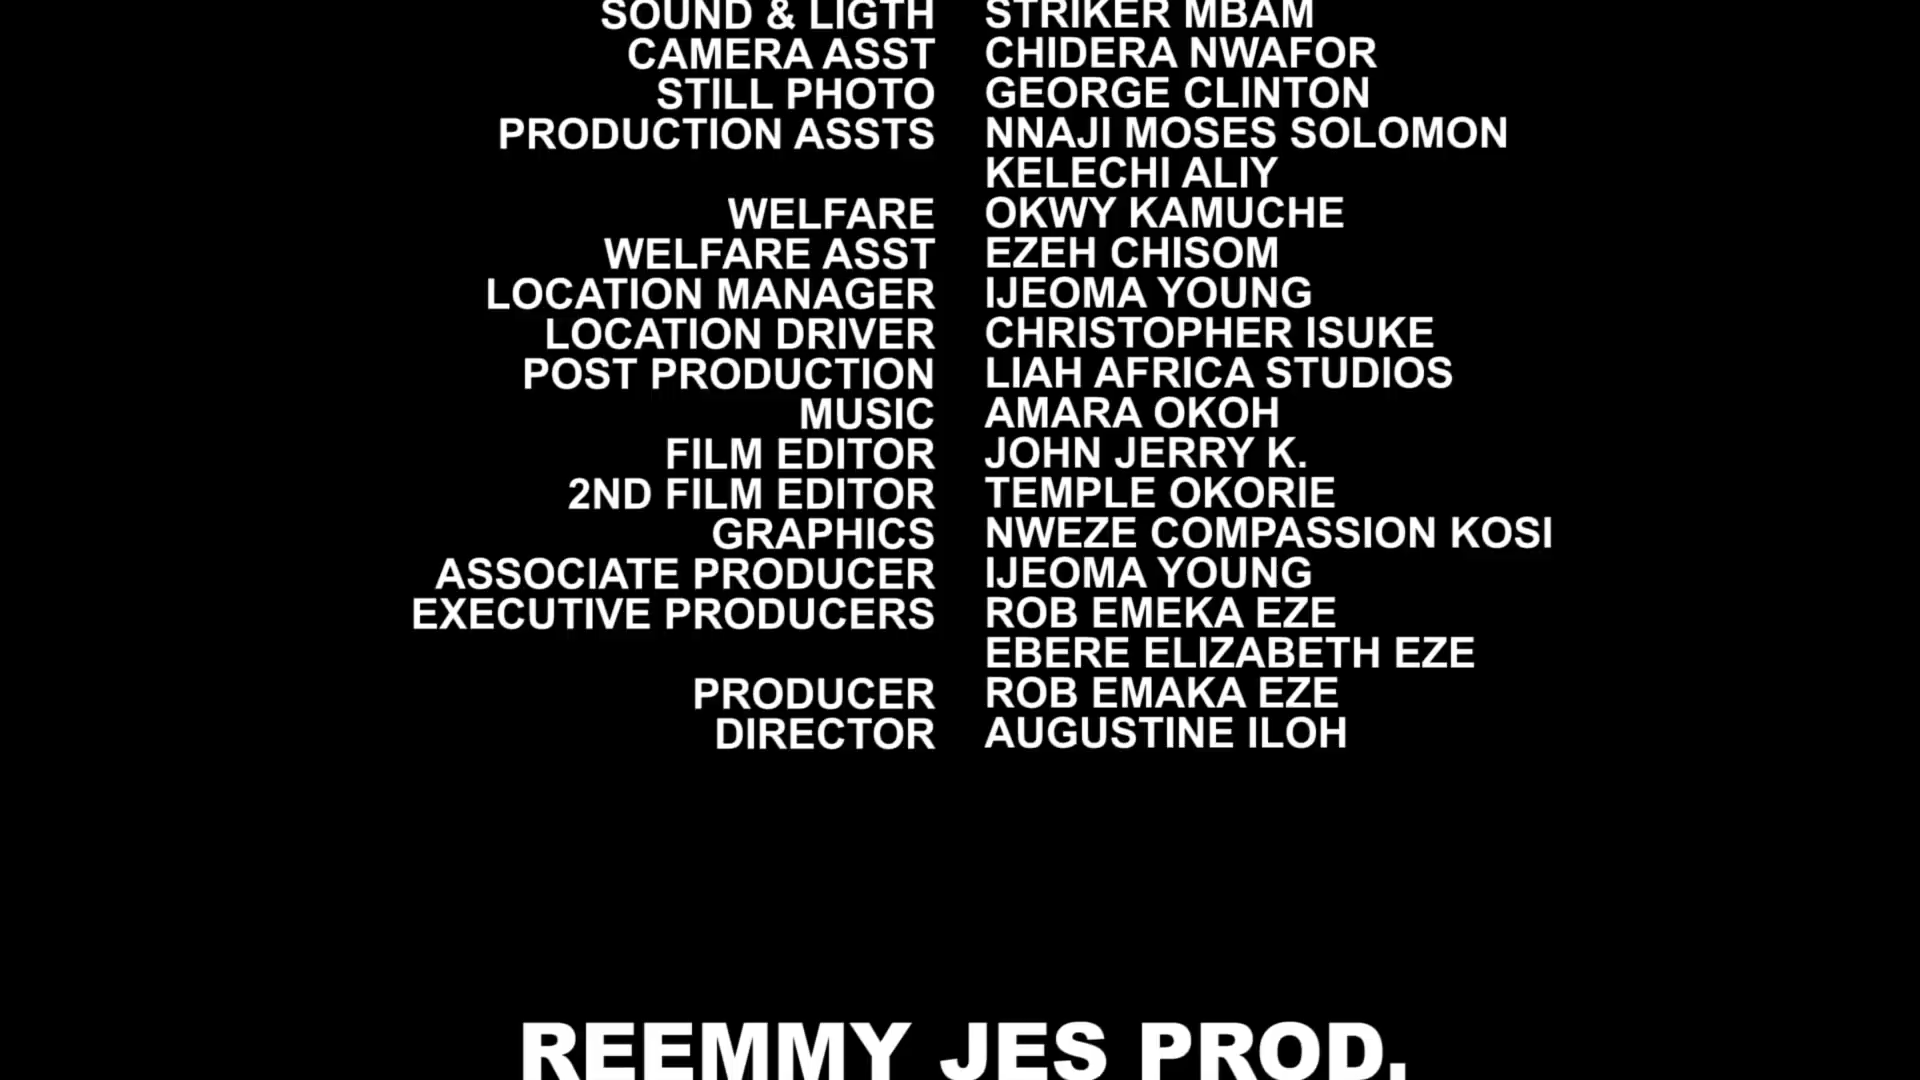 SOUND & LIGTH STRIKER MBAM
CAMERA ASST CHIDERA NWAFOR
STILL PHOTO GEORGE CLINTON
PRODUCTION ASSTS NNAJI MOSES SOLOMON
KELECHI ALIY
WELFARE OKWY KAMUCHE
WELFARE ASST EZEH CHISOM
LOCATION MANAGER IJEOMA YOUNG
LOCATION DRIVER CHRISTOPHER ISUKE
POST PRODUCTION LIAH AFRICA STUDIOS
MUSIC AMARA OKOH
FILM EDITOR JOHN JERRY K.
2ND FILM EDITOR TEMPLE OKORIE
GRAPHICS NWEZE COMPASSION KOSI
ASSOCIATE PRODUCER IJEOMA YOUNG
EXECUTIVE PRODUCERS ROB EMEKA EZE
EBERE ELIZABETH EZE
PRODUCER ROB EMAKA EZE
DIRECTOR AUGUSTINE ILOH
REEMMY JES PROD.